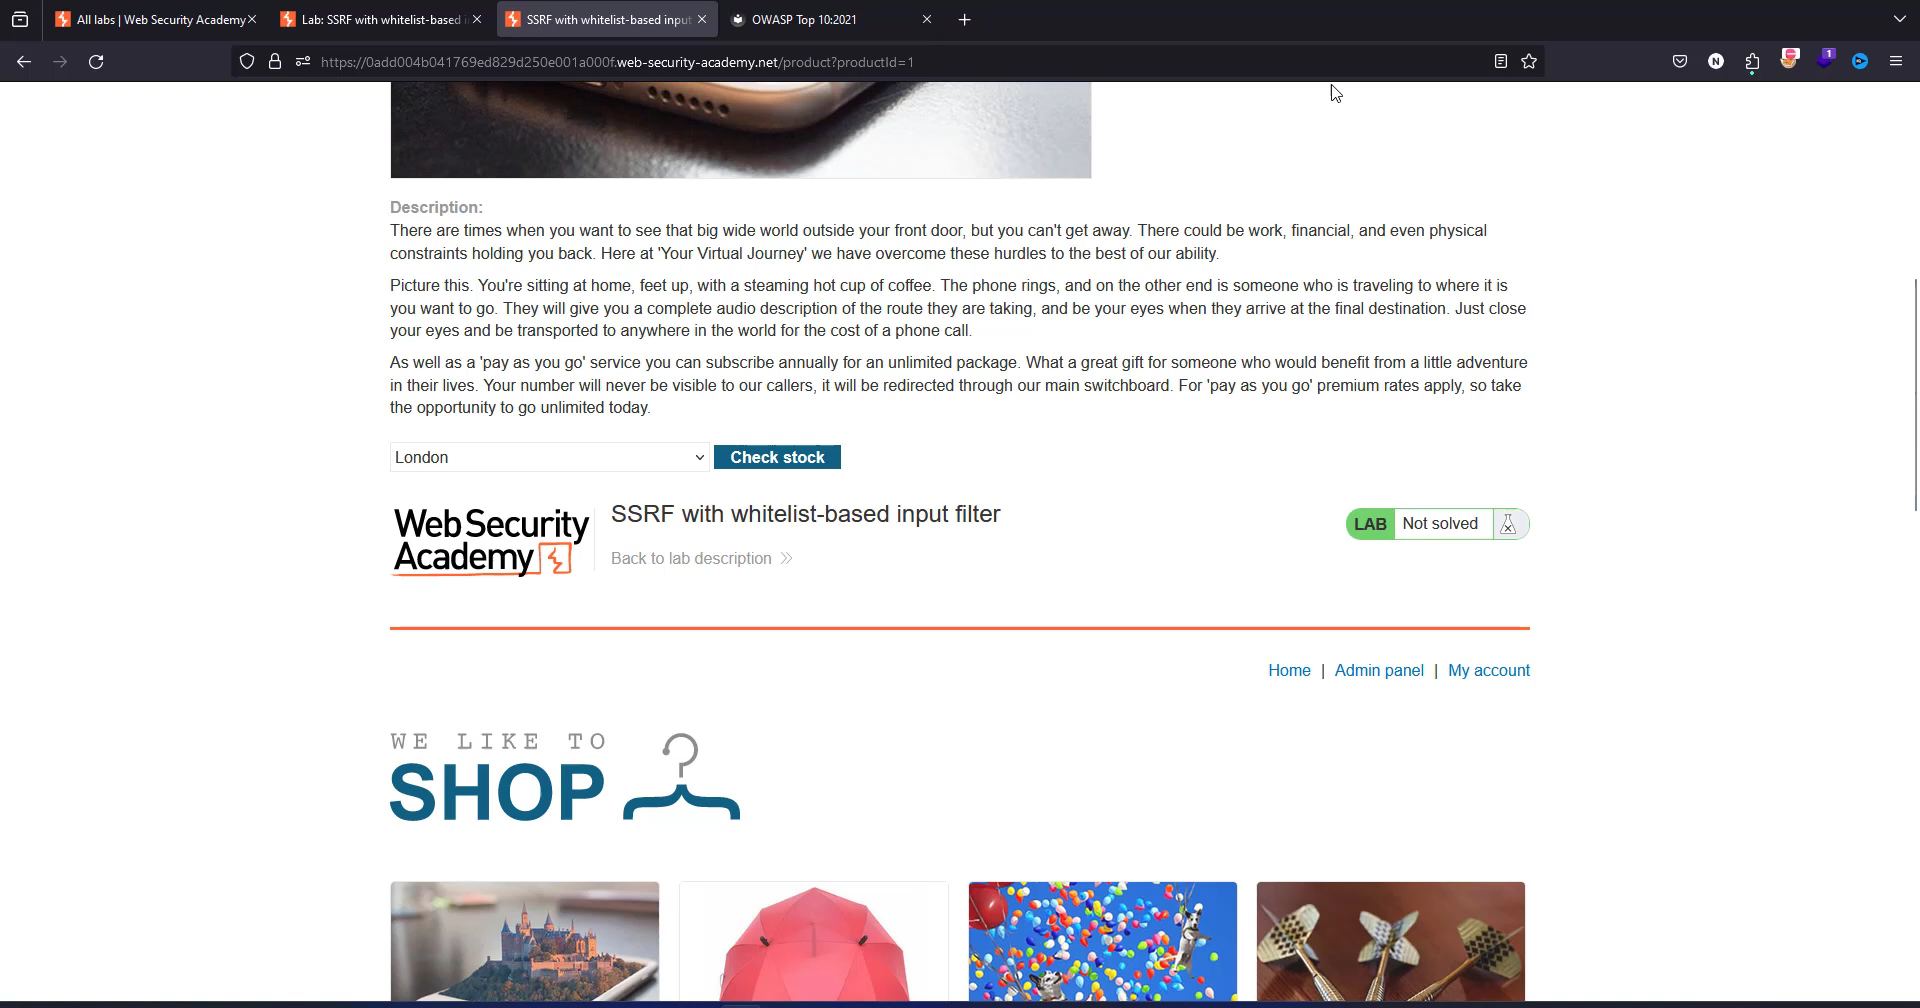 All labs | Web Security Academy
Lab: SSRF with whitelist-based i
SSRF with whitelist-based input
OWASP Top 10:2021
https://0add004b041769ed829d250e001a000f.web-security-academy.net/product?productId=1
N
1
Description:
There are times when you want to see that big wide world outside your front door, but you can't get away. There could be work, financial, and even physical
constraints holding you back. Here at 'Your Virtual Journey' we have overcome these hurdles to the best of our ability.
Picture this. You're sitting at home, feet up, with a steaming hot cup of coffee. The phone rings, and on the other end is someone who is traveling to where it is
you want to go. They will give you a complete audio description of the route they are taking, and be your eyes when they arrive at the final destination. Just close
your eyes and be transported to anywhere in the world for the cost of a phone call.
As well as a 'pay as you go' service you can subscribe annually for an unlimited package. What a great gift for someone who would benefit from a little adventure
in their lives. Your number will never be visible to our callers, it will be redirected through our main switchboard. For 'pay as you go' premium rates apply, so take
the opportunity to go unlimited today.
London
Check stock
Web Security
Academy
SSRF with whitelist-based input filter
Back to lab description
LAB Not solved
Home | Admin panel | My account
WE LIKE TO
SHOP